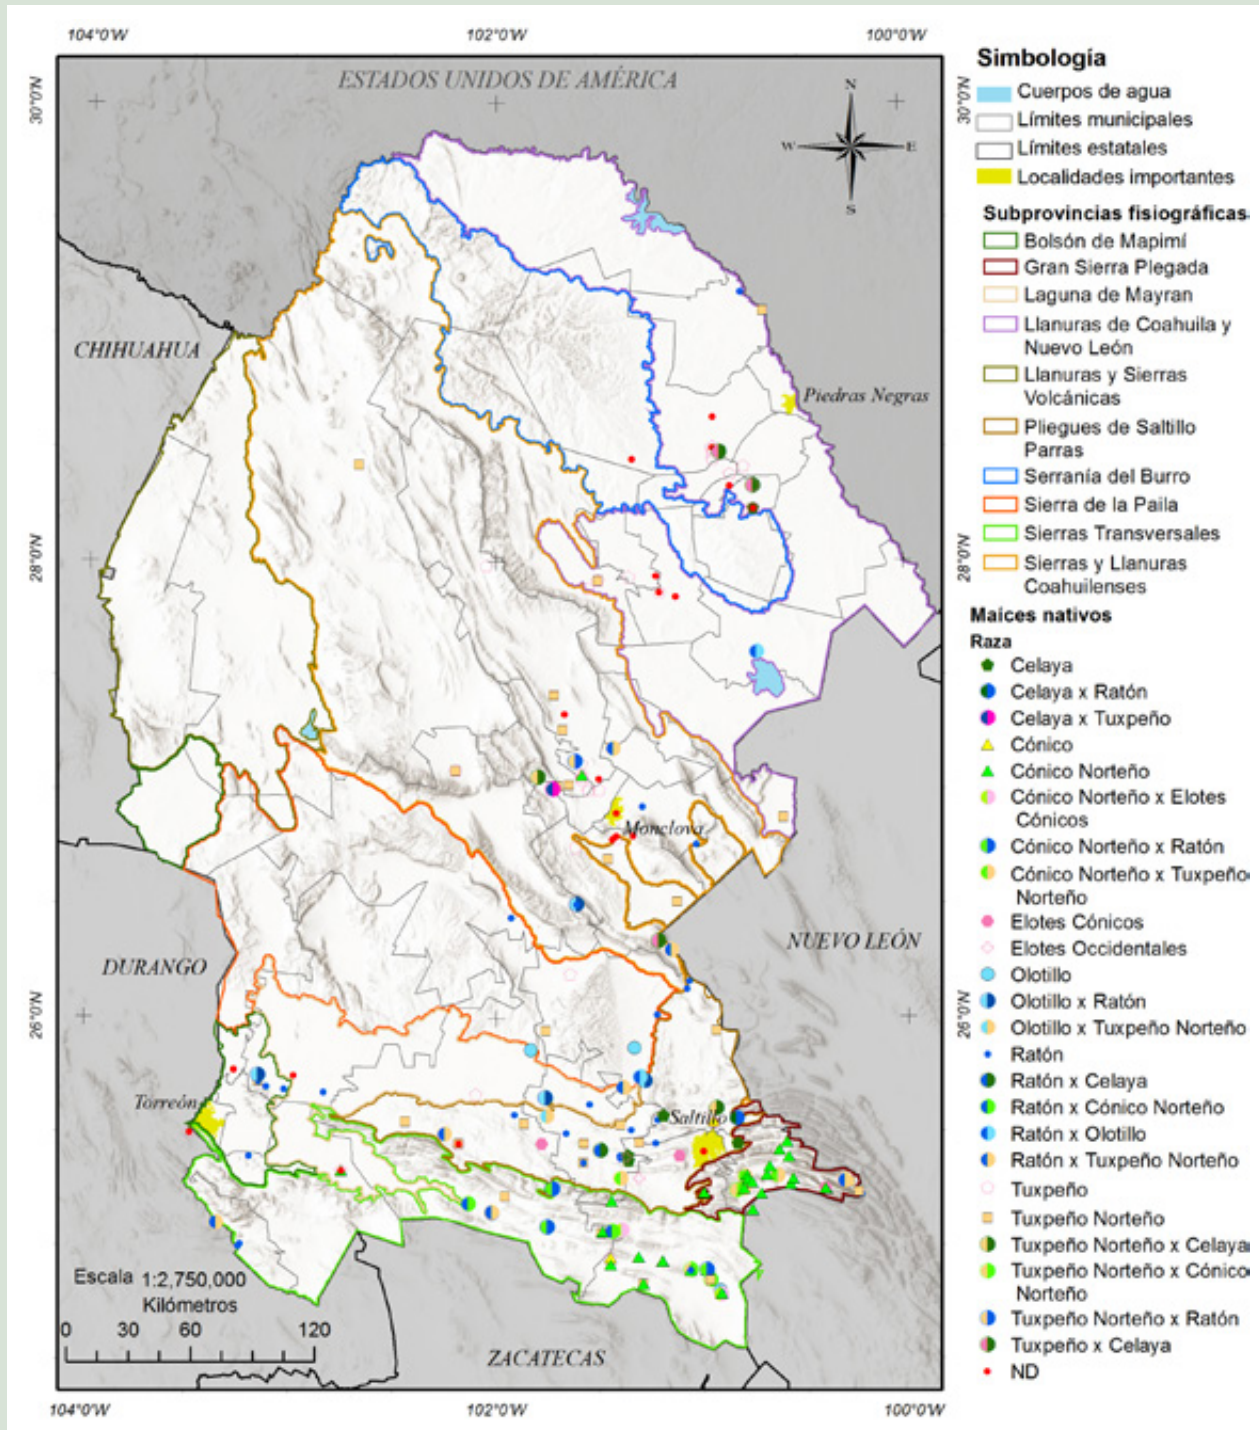 104°0'W
102°0'W
100°0'W
30°0'N
28°0'N
26°0'N
30°0'N
28°0'N
26°0'N
104°0'W
102°0'W
100°0'W
ESTADOS UNIDOS DE AMÉRICA
N
W
E
S
CHIHUAHUA
Piedras Negras
Monclova
NUEVO LEÓN
DURANGO
Torreón
Saltillo
ZACATECAS
Escala 1:2,750,000
Kilómetros
0 30 60 120
Simbología
Cuerpos de agua
Límites municipales
Límites estatales
Localidades importantes
Subprovincias fisiográficas
Bolsón de Mapimí
Gran Sierra Plegada
Laguna de Mayran
Llanuras de Coahuila y
Nuevo León
Llanuras y Sierras
Volcánicas
Pliegues de Saltillo
Parras
Serranía del Burro
Sierra de la Paila
Sierras Transversales
Sierras y Llanuras
Coahuilenses
Maices nativos
Raza
Celaya
Celaya x Ratón
Celaya x Tuxpeño
Cónico
Cónico Norteño
Cónico Norteño x Elotes
Cónicos
Cónico Norteño x Ratón
Cónico Norteño x Tuxpeño
Norteño
Elotes Cónicos
Elotes Occidentales
Olotillo
Olotillo x Ratón
Olotillo x Tuxpeño Norteño
Ratón
Ratón x Celaya
Ratón x Cónico Norteño
Ratón x Olotillo
Ratón x Tuxpeño Norteño
Tuxpeño
Tuxpeño Norteño
Tuxpeño Norteño x Celaya
Tuxpeño Norteño x Cónico
Norteño
Tuxpeño Norteño x Ratón
Tuxpeño x Celaya
ND